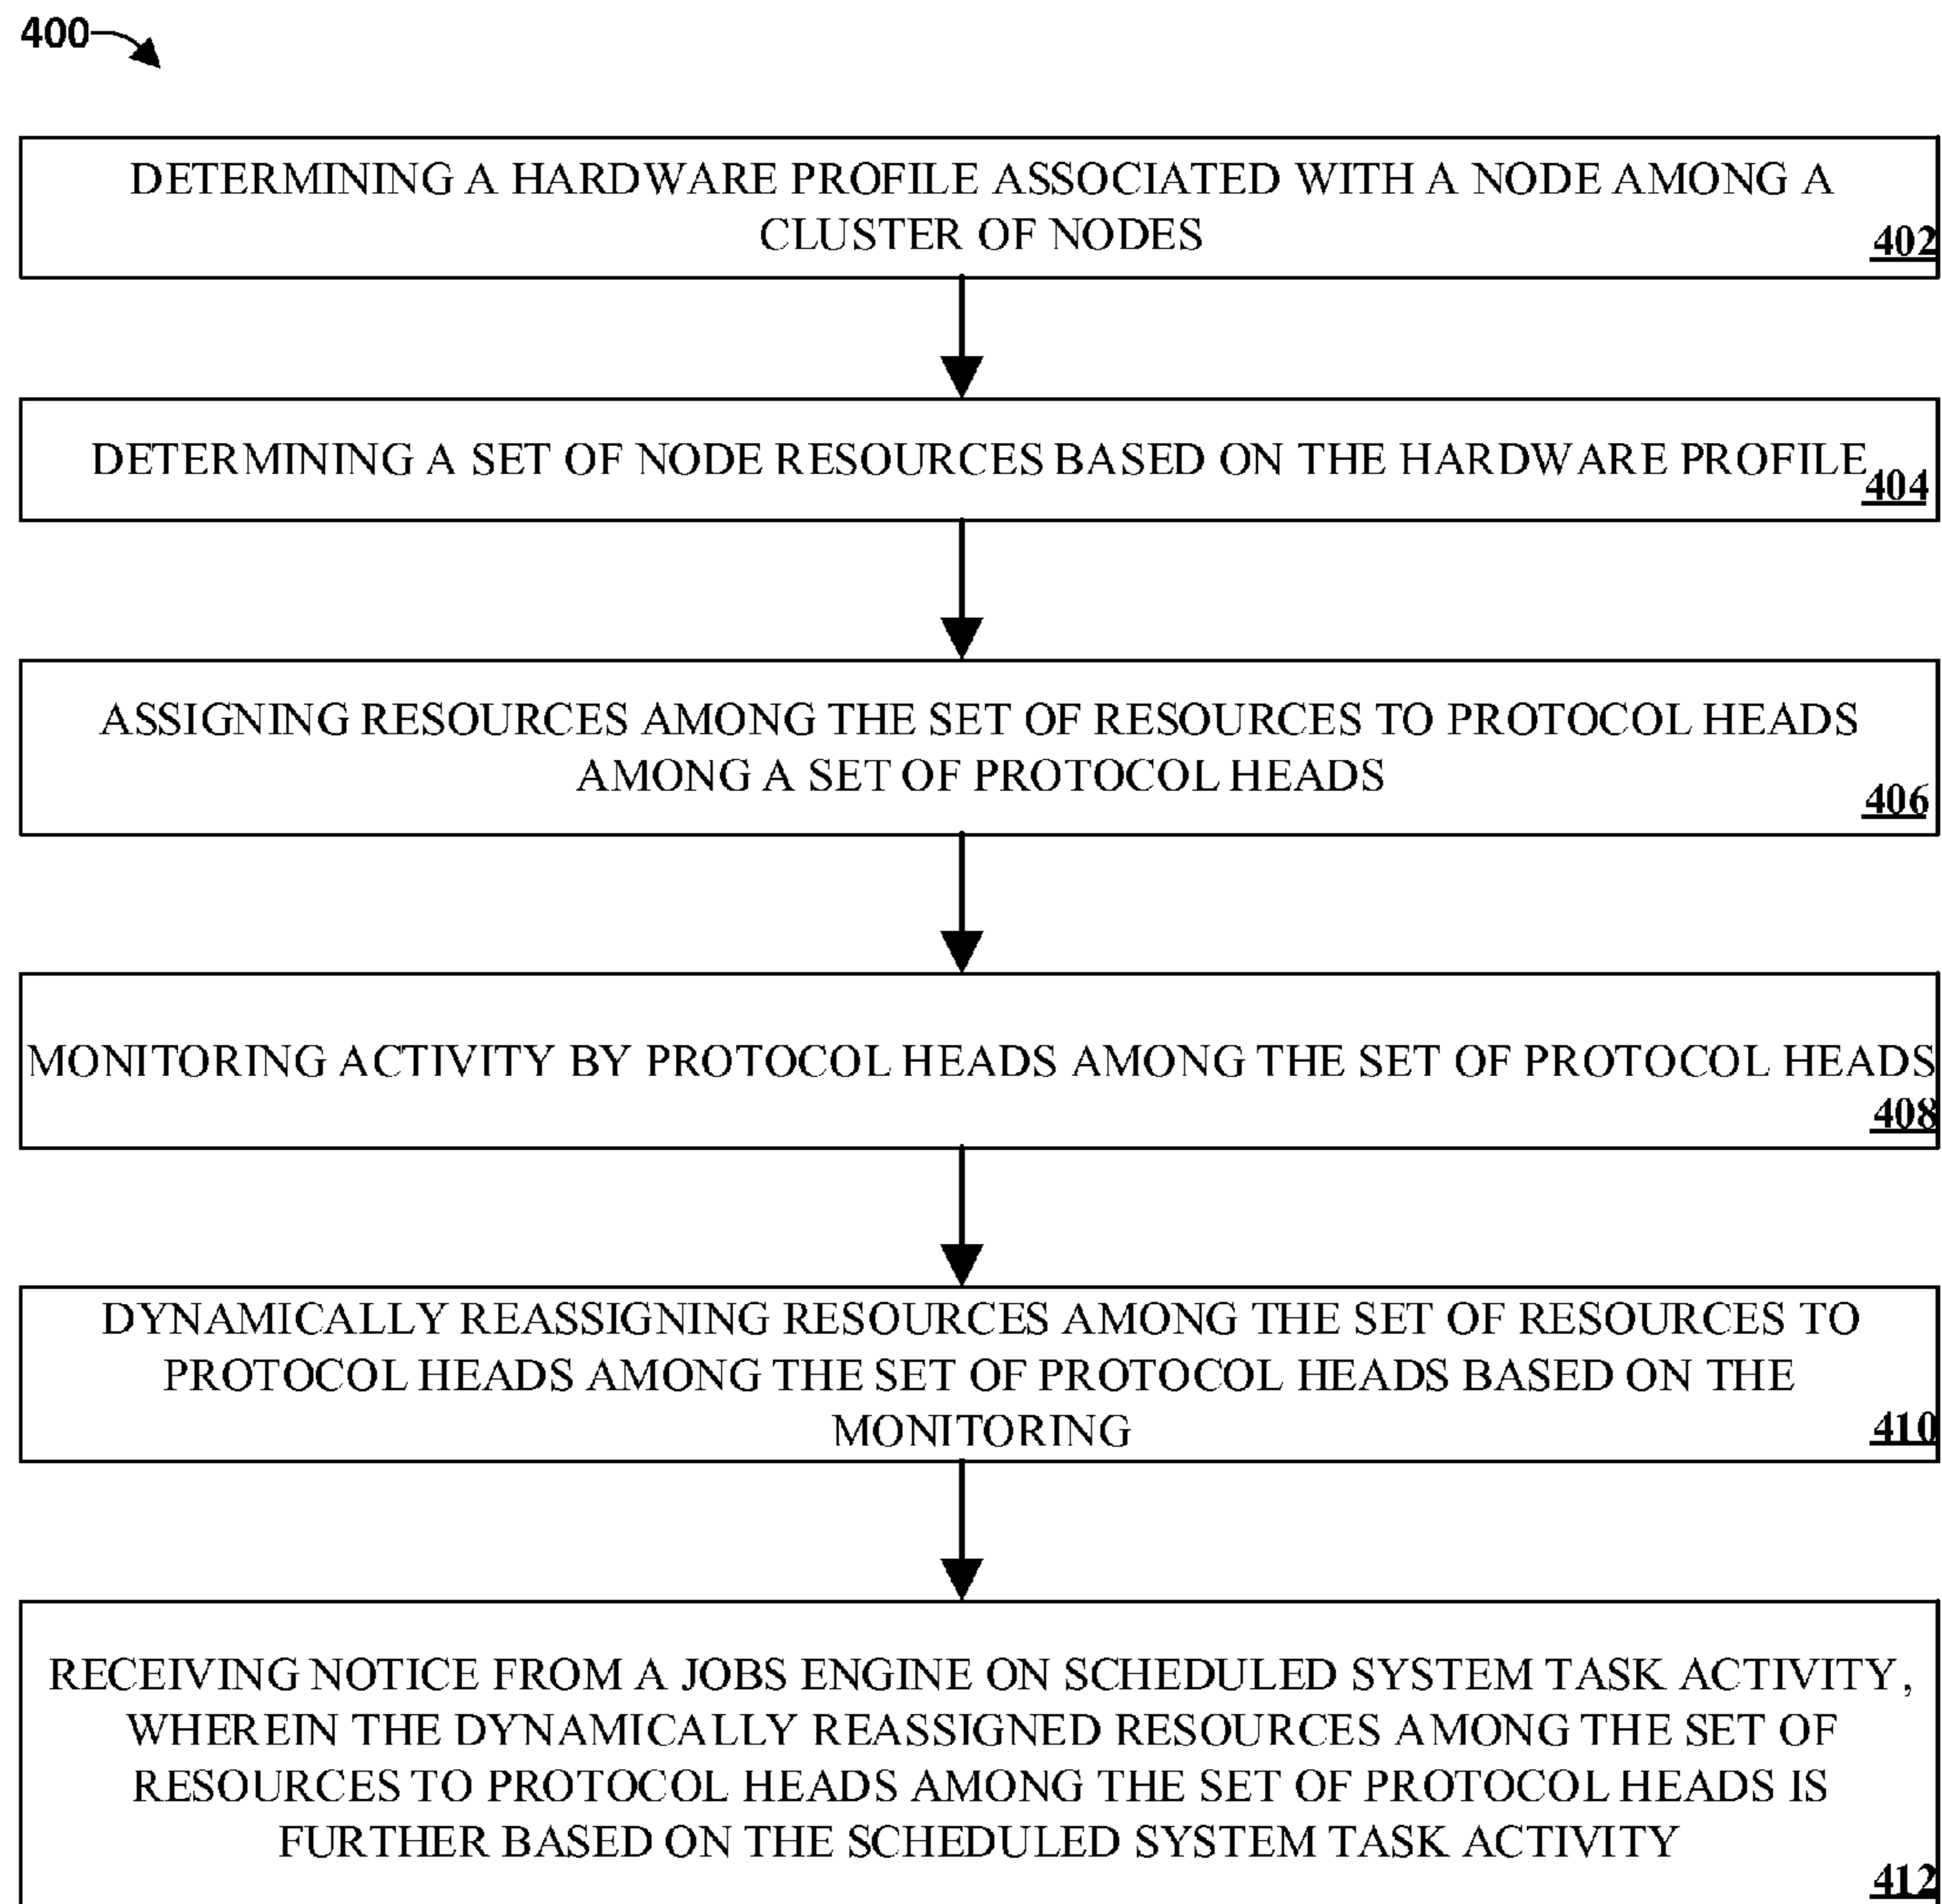 400
DETERMINING A HARDWARE PROFILE ASSOCIATED WITH A NODE AMONG A
CLUSTER OF NODES
402
DETERMINING A SET OF NODE RESOURCES BASED ON THE HARDWARE PROFILE
404
ASSIGNING RESOURCES AMONG THE SET OF RESOURCES TO PROTOCOL HEADS
AMONG A SET OF PROTOCOL HEADS
406
MONITORING ACTIVITY BY PROTOCOL HEADS AMONG THE SET OF PROTOCOL HEADS
408
DYNAMICALLY REASSIGNING RESOURCES AMONG THE SET OF RESOURCES TO
PROTOCOL HEADS AMONG THE SET OF PROTOCOL HEADS BASED ON THE
MONITORING
410
RECEIVING NOTICE FROM A JOBS ENGINE ON SCHEDULED SYSTEM TASK ACTIVITY,
WHEREIN THE DYNAMICALLY REASSIGNED RESOURCES AMONG THE SET OF
RESOURCES TO PROTOCOL HEADS AMONG THE SET OF PROTOCOL HEADS IS
FURTHER BASED ON THE SCHEDULED SYSTEM TASK ACTIVITY
412